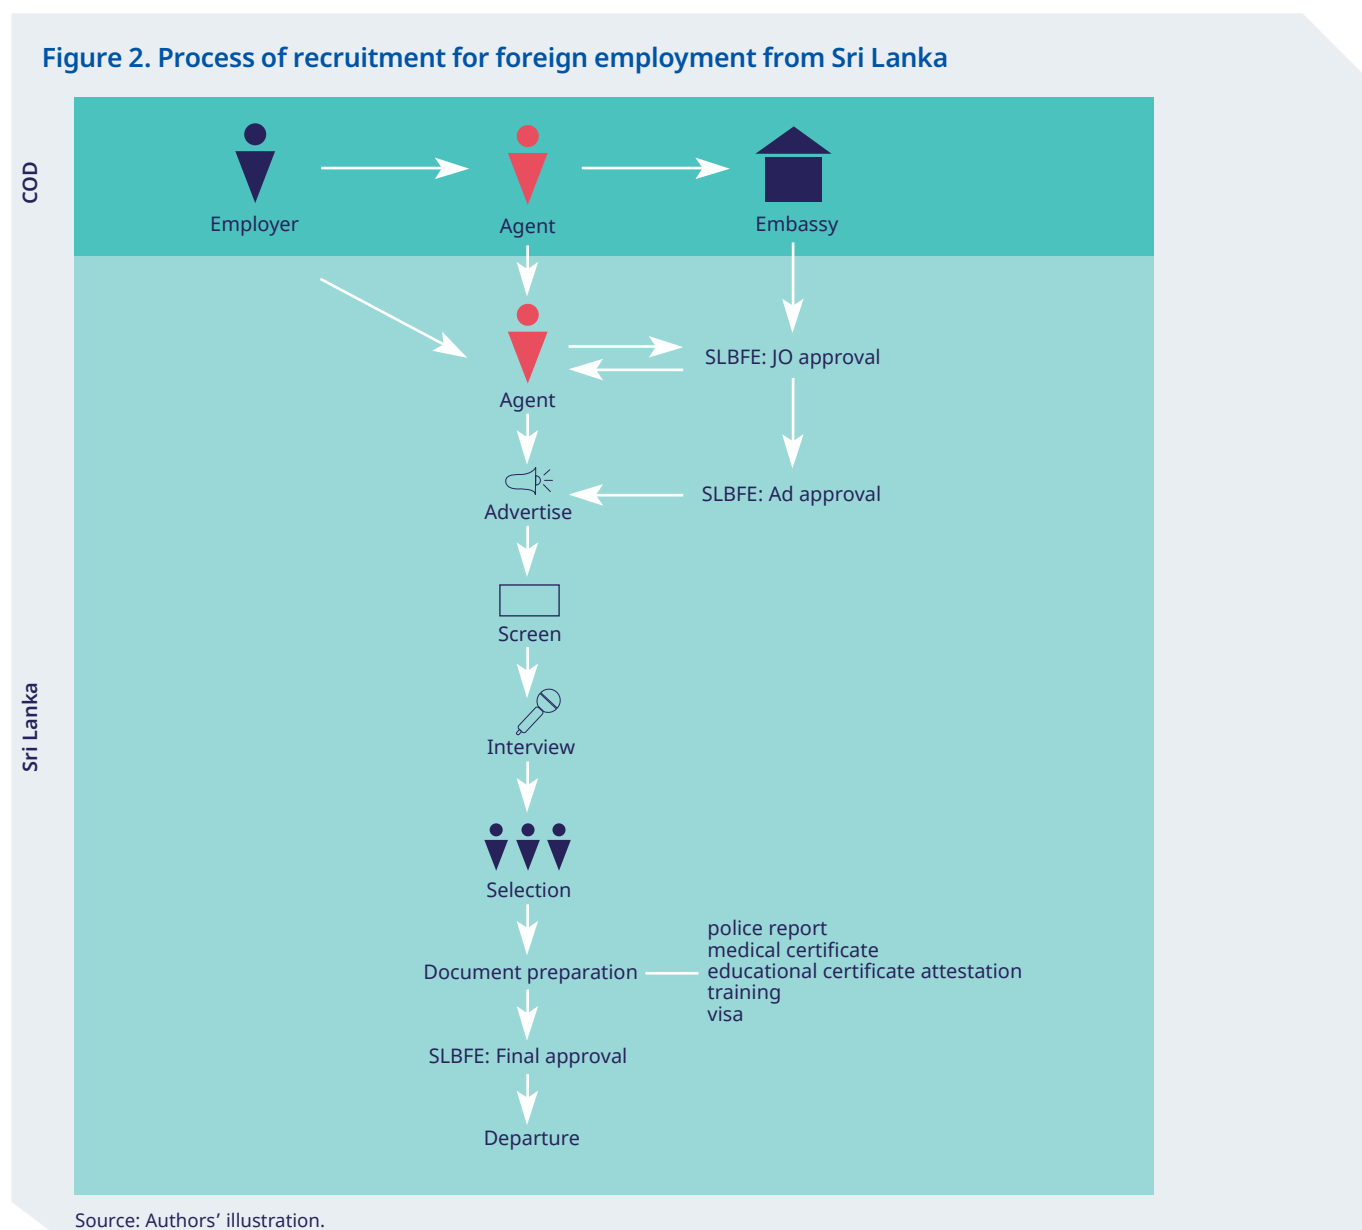 Figure 2. Process of recruitment for foreign employment from Sri Lanka
COD
Employer
Agent
Embassy
Agent
SLBFE: JO approval
Advertise
SLBFE: Ad approval
Screen
Sri Lanka
Interview
Selection
Document preparation
police report
medical certificate
educational certificate attestation
training
visa
SLBFE: Final approval
Departure
Source: Authors’ illustration.